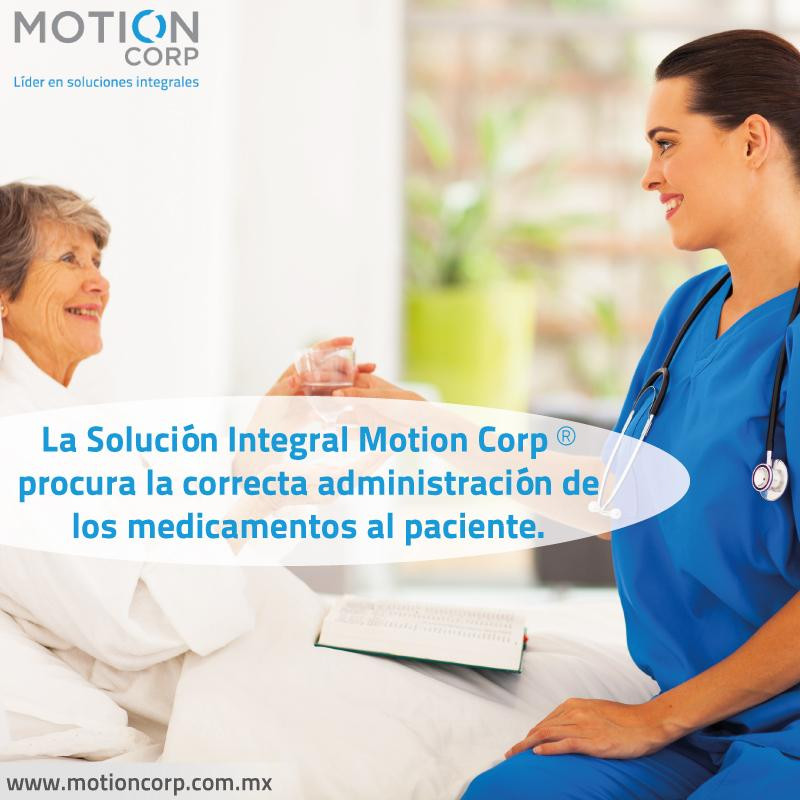 MOTION
CORP
Líder en soluciones integrales
La Solución Integral Motion Corp ®
procura la correcta administración de
los medicamentos al paciente.
www.motioncorp.com.mx